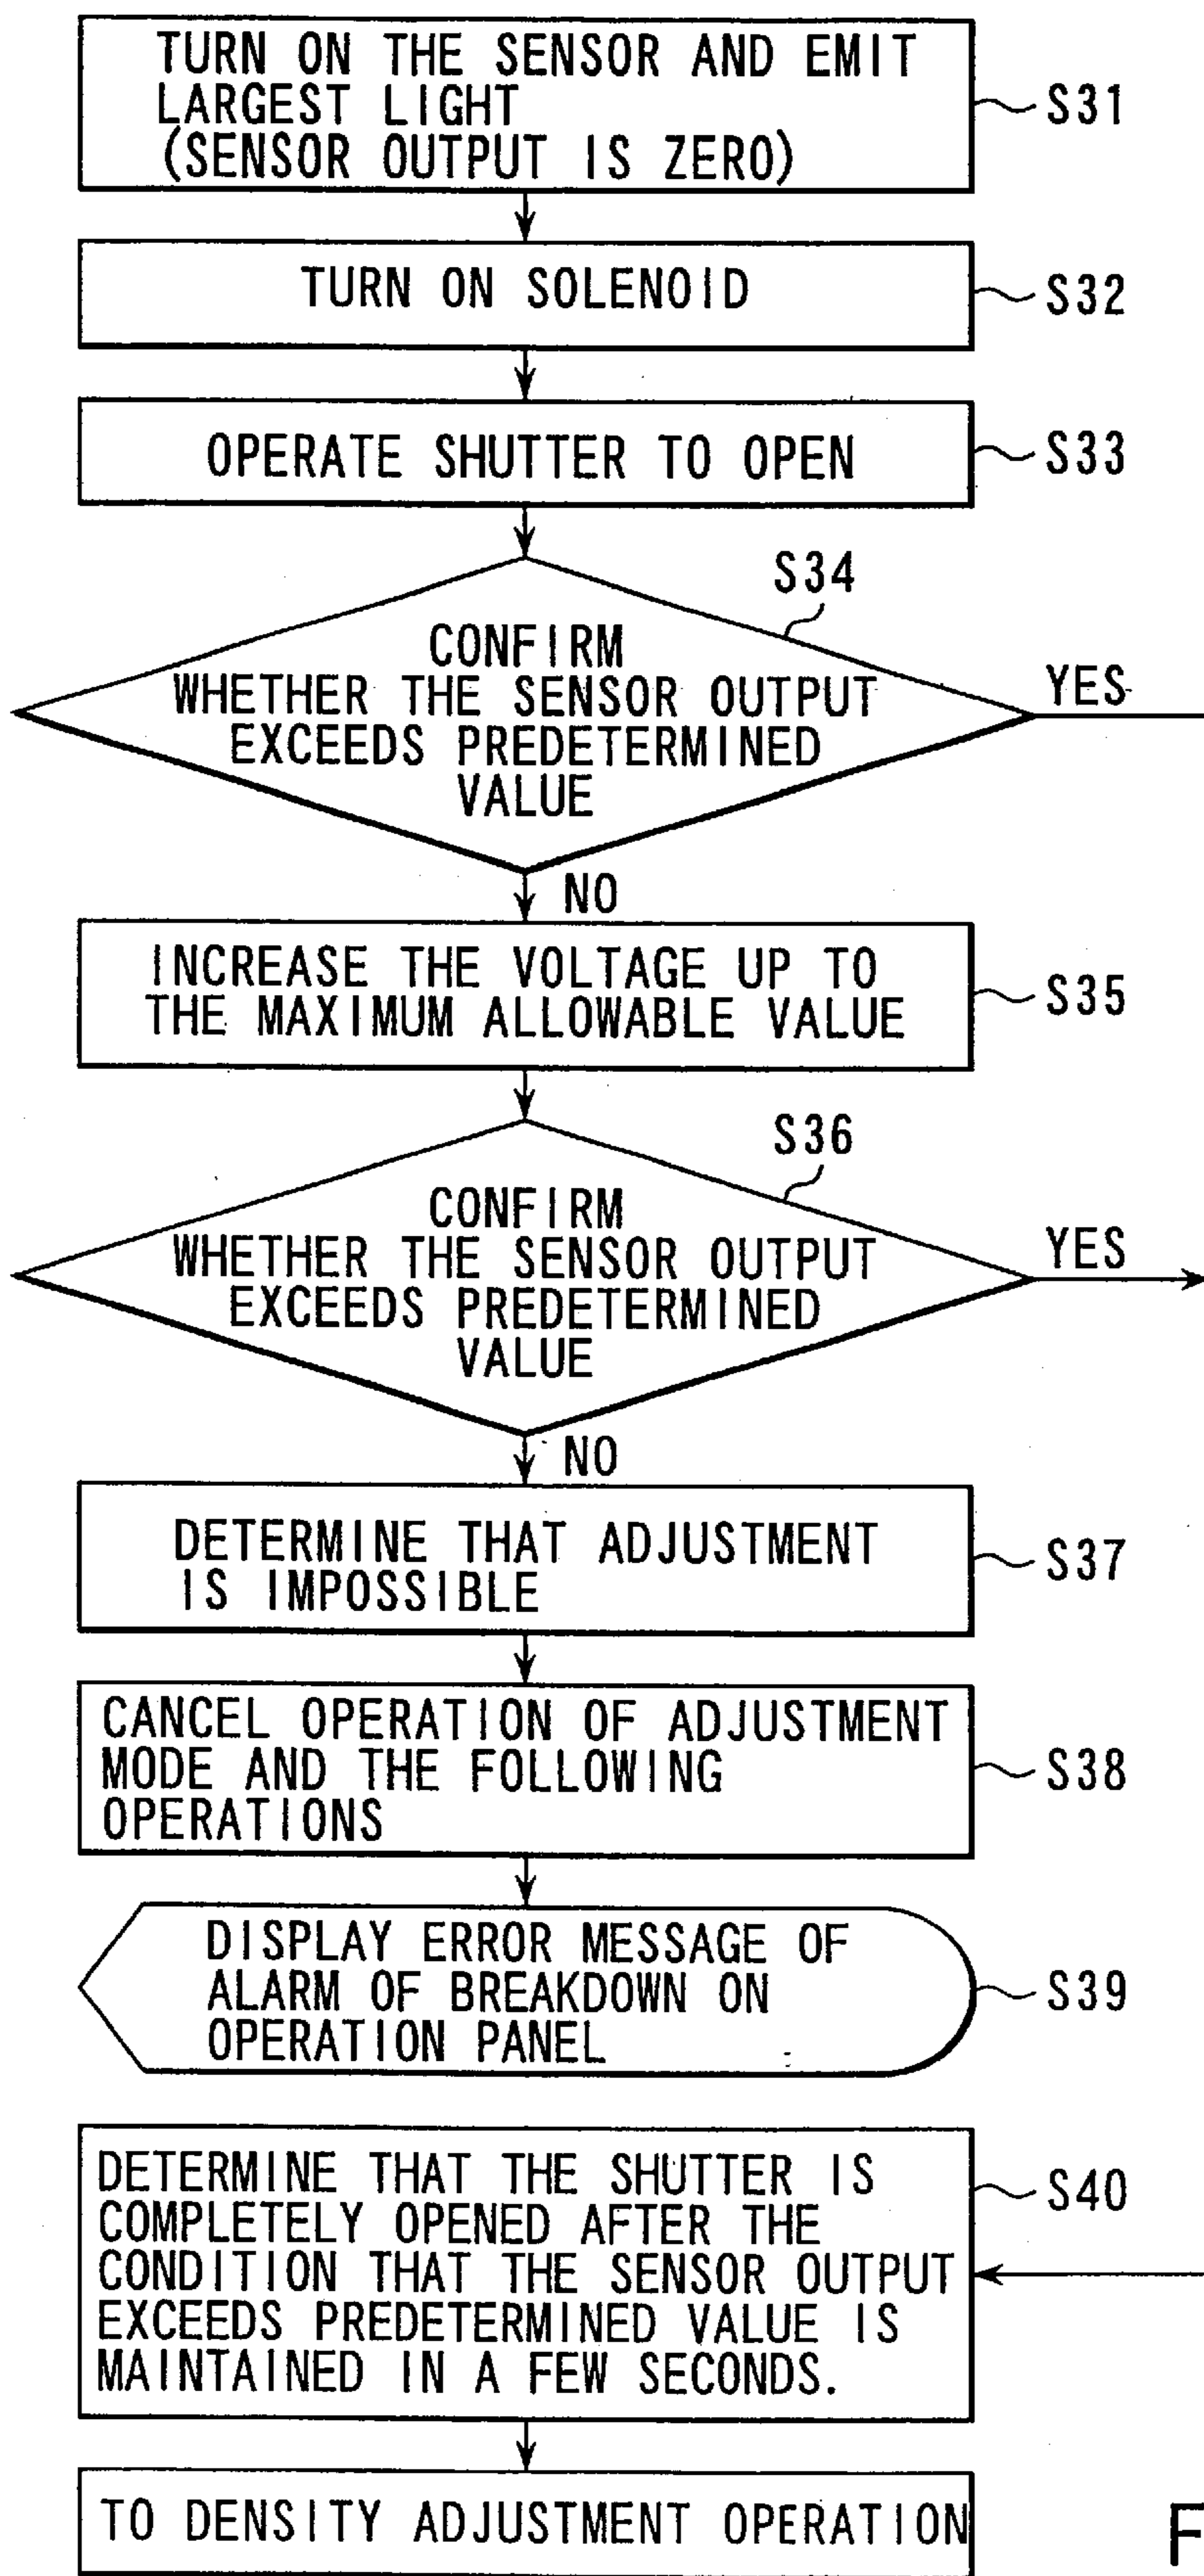 TURN ON THE SENSOR AND EMIT
LARGEST LIGHT
(SENSOR OUTPUT IS ZERO)
S31
TURN ON SOLENOID
S32
OPERATE SHUTTER TO OPEN
S33
S34
CONFIRM
WHETHER THE SENSOR OUTPUT
EXCEEDS PREDETERMINED
VALUE
YES
NO
INCREASE THE VOLTAGE UP TO
THE MAXIMUM ALLOWABLE VALUE
S35
S36
CONFIRM
WHETHER THE SENSOR OUTPUT
EXCEEDS PREDETERMINED
VALUE
YES
NO
DETERMINE THAT ADJUSTMENT
IS IMPOSSIBLE
S37
CANCEL OPERATION OF ADJUSTMENT
MODE AND THE FOLLOWING
OPERATIONS
S38
DISPLAY ERROR MESSAGE OF
ALARM OF BREAKDOWN ON
OPERATION PANEL
S39
DETERMINE THAT THE SHUTTER IS
COMPLETELY OPENED AFTER THE
CONDITION THAT THE SENSOR OUTPUT
EXCEEDS PREDETERMINED VALUE IS
MAINTAINED IN A FEW SECONDS.
S40
TO DENSITY ADJUSTMENT OPERATION